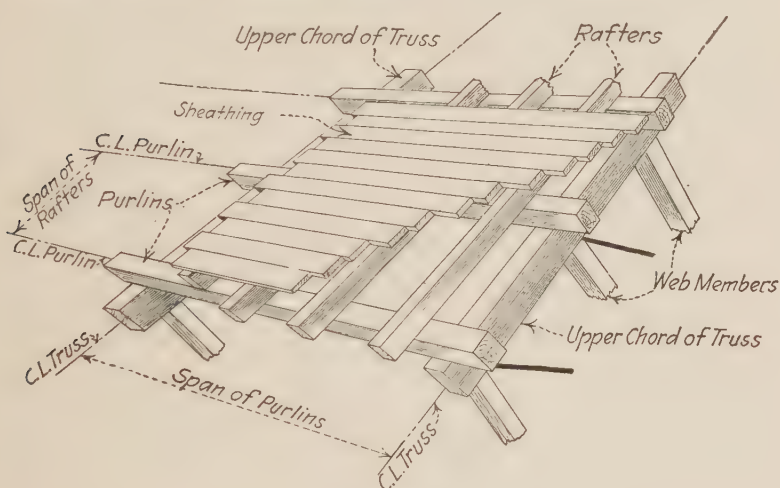 Upper Chord of Truss
Rafters
Sheathing
C.L. Purlin
Span of
Rafters
Purlins
C.L. Purlin
Web Members
Upper Chord of Truss
C.L. Truss
Span of Purlins
C.L. Truss